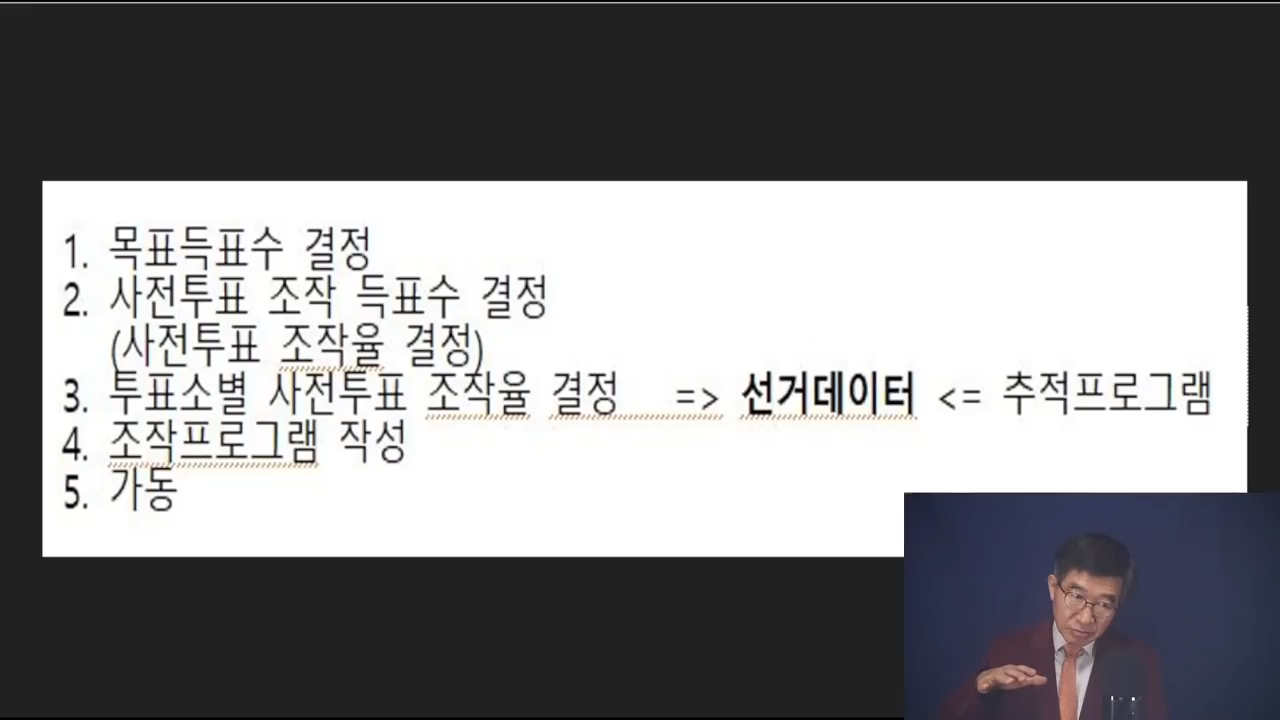 1. 목표득표수 결정
2. 사전투표 조작 득표수 결정
(사전투표 조작율 결정)
3. 투표소별 사전투표 조작율 결정 => 선거데이터 <= 추적프로그램
4. 조작프로그램 작성
5. 가동